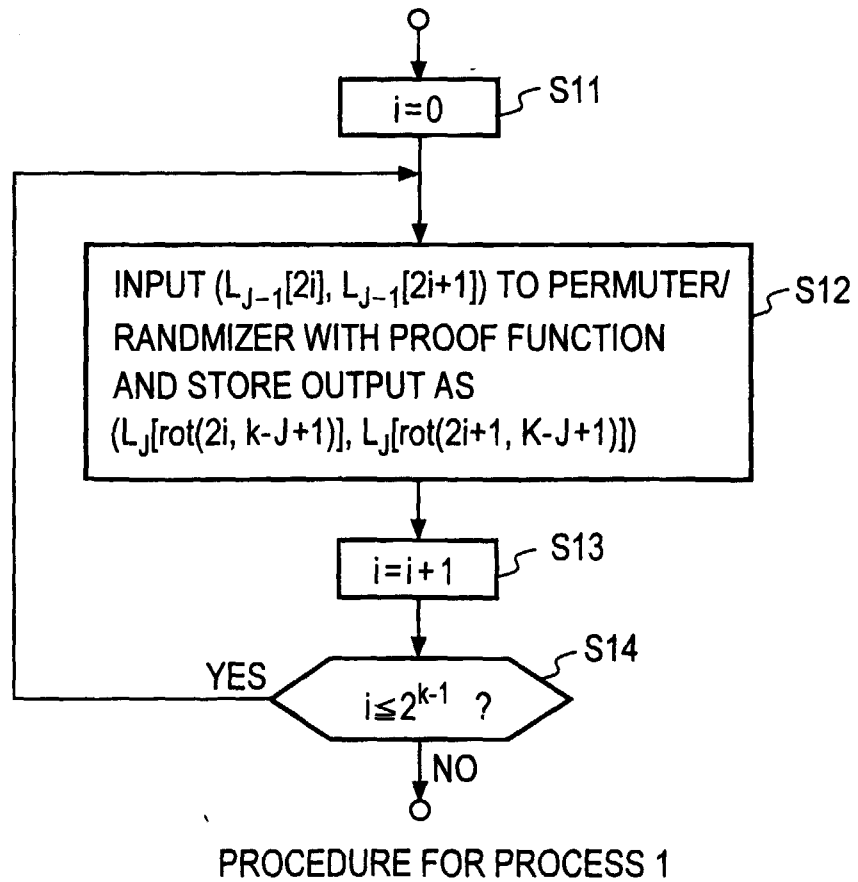 i=0
S11
INPUT (L_{J-1}[2i], L_{J-1}[2i+1]) TO PERMUTER/
RANDMIZER WITH PROOF FUNCTION
AND STORE OUTPUT AS
(L_J[rot(2i, k-J+1)], L_J[rot(2i+1, K-J+1)])
S12
i=i+1
S13
S14
YES
i≦2^{k-1} ?
NO
PROCEDURE FOR PROCESS 1